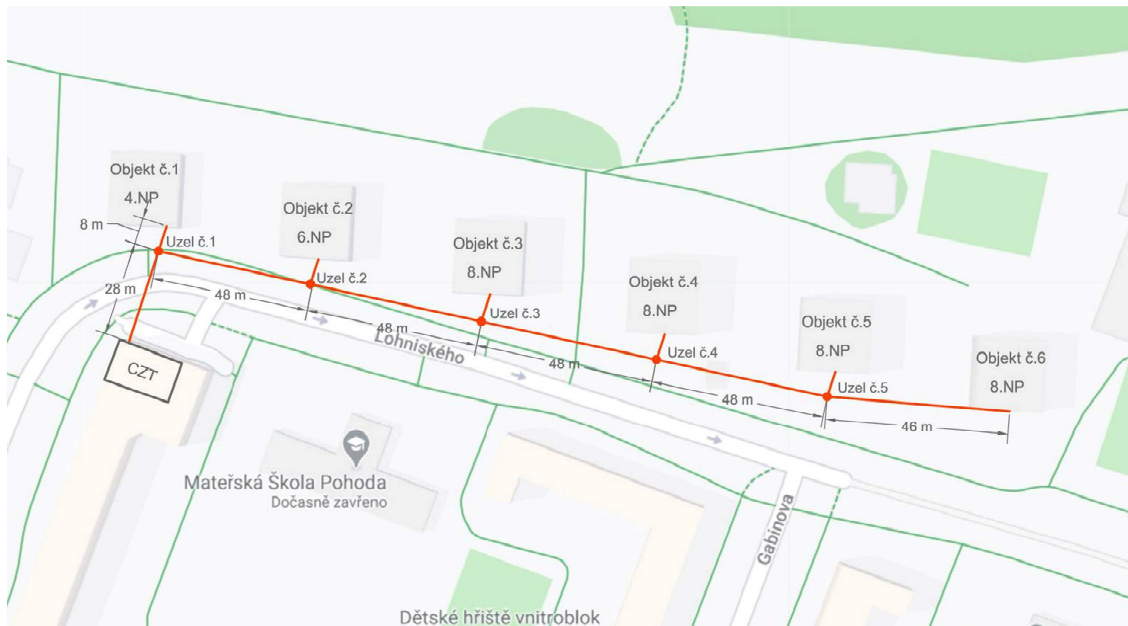 Objekt č.1
4.NP
8 m
Uzel č.1
Objekt č.2
6.NP
Uzel č.2
Objekt č.3
8.NP
Uzel č.3
Objekt č.4
8.NP
Uzel č.4
Objekt č.5
8.NP
Uzel č.5
Objekt č.6
8.NP
28 m
48 m
48 m
48 m
48 m
46 m
Lohniského
CZT
Mateřská Škola Pohoda
Dočasně zavřeno
Gabinova
Dětské hřiště vnitroblok